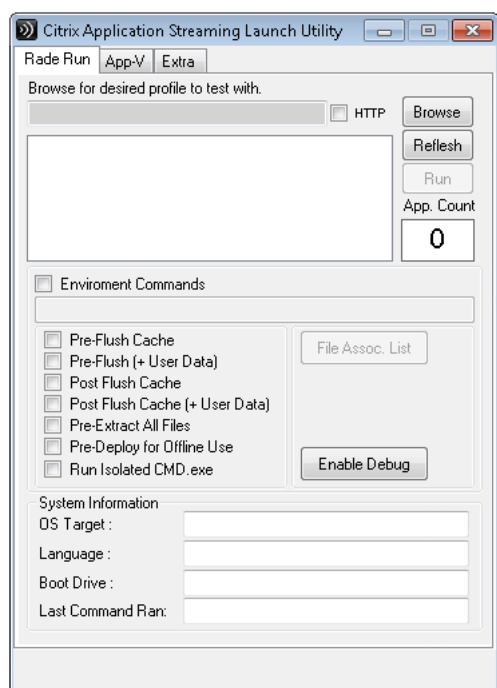 Citrix Application Streaming Launch Utility
Rade Run App-V Extra
Browse for desired profile to test with.
HTTP Browse
Reflesh
Run
App. Count
0
Enviroment Commands
Pre-Flush Cache
Pre-Flush (+ User Data)
Post Flush Cache
Post Flush Cache (+ User Data)
Pre-Extract All Files
Pre-Deploy for Offline Use
Run Isolated CMD.exe
File Assoc. List
Enable Debug
System Information
OS Target :
Language :
Boot Drive :
Last Command Ran: